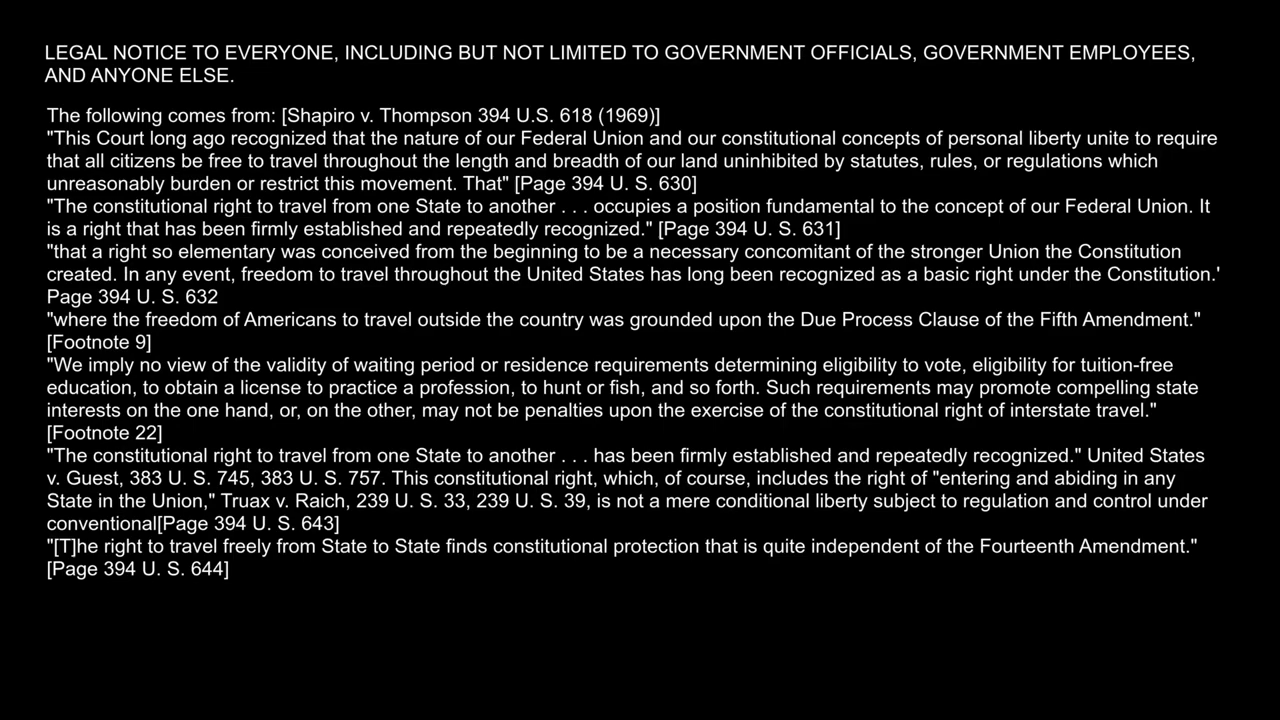 LEGAL NOTICE TO EVERYONE, INCLUDING BUT NOT LIMITED TO GOVERNMENT OFFICIALS, GOVERNMENT EMPLOYEES,
AND ANYONE ELSE.
The following comes from: [Shapiro v. Thompson 394 U.S. 618 (1969)]
"This Court long ago recognized that the nature of our Federal Union and our constitutional concepts of personal liberty unite to require
that all citizens be free to travel throughout the length and breadth of our land uninhibited by statutes, rules, or regulations which
unreasonably burden or restrict this movement. That" [Page 394 U. S. 630]
"The constitutional right to travel from one State to another . . . occupies a position fundamental to the concept of our Federal Union. It
is a right that has been firmly established and repeatedly recognized." [Page 394 U. S. 631]
"that a right so elementary was conceived from the beginning to be a necessary concomitant of the stronger Union the Constitution
created. In any event, freedom to travel throughout the United States has long been recognized as a basic right under the Constitution.'
Page 394 U. S. 632
"where the freedom of Americans to travel outside the country was grounded upon the Due Process Clause of the Fifth Amendment."
[Footnote 9]
"We imply no view of the validity of waiting period or residence requirements determining eligibility to vote, eligibility for tuition-free
education, to obtain a license to practice a profession, to hunt or fish, and so forth. Such requirements may promote compelling state
interests on the one hand, or, on the other, may not be penalties upon the exercise of the constitutional right of interstate travel."
[Footnote 22]
"The constitutional right to travel from one State to another . . . has been firmly established and repeatedly recognized." United States
v. Guest, 383 U. S. 745, 383 U. S. 757. This constitutional right, which, of course, includes the right of "entering and abiding in any
State in the Union," Truax v. Raich, 239 U. S. 33, 239 U. S. 39, is not a mere conditional liberty subject to regulation and control under
conventional[Page 394 U. S. 643]
"[T]he right to travel freely from State to State finds constitutional protection that is quite independent of the Fourteenth Amendment."
[Page 394 U. S. 644]